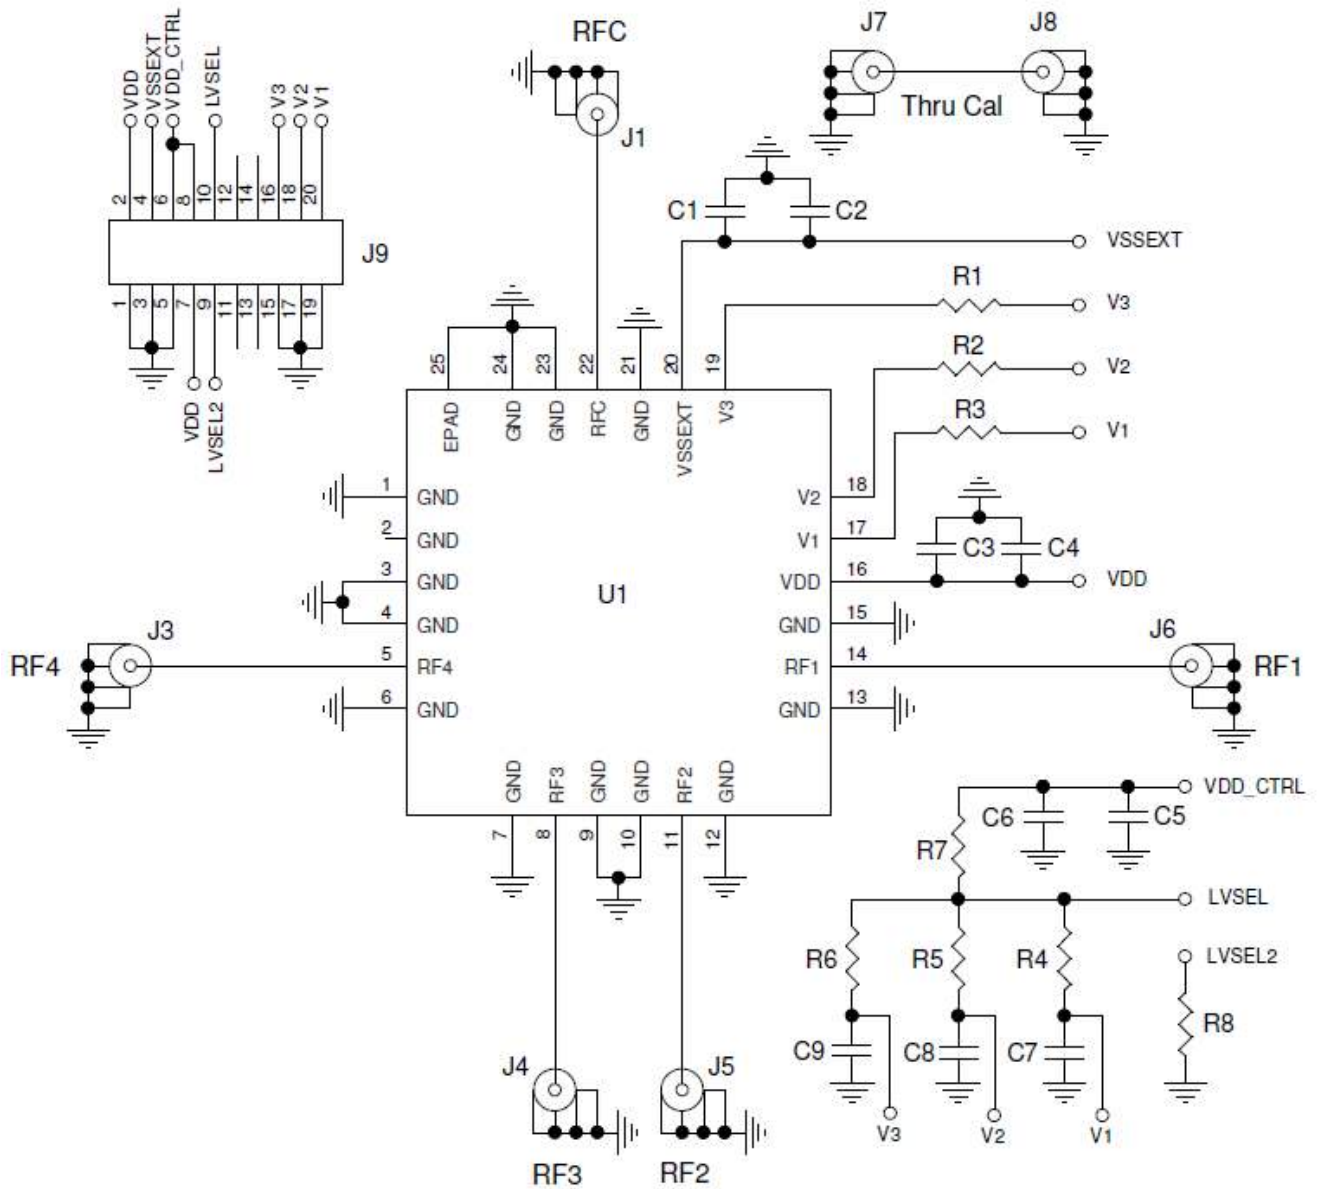 RFC
J1
J7
J8
Thru Cal
VDD
VSSEXT
VDD_CTRL
LVSEL
V3
V2
V1
2
4
6
8
10
12
14
16
18
20
J9
1
3
5
7
9
11
13
15
17
19
VDD
LVSEL2
C1
C2
VSSEXT
R1
V3
R2
V2
R3
V1
25
24
23
22
21
20
19
EPAD
GND
GND
RFC
GND
VSSEXT
V3
1
GND
2
GND
3
GND
4
GND
5
RF4
6
GND
U1
V2
18
V1
17
VDD
16
GND
15
RF1
14
GND
13
C3
C4
VDD
J3
RF4
J6
RF1
GND
RF3
GND
GND
RF2
GND
7
8
9
10
11
12
VDD_CTRL
C6
C5
R7
LVSEL
R6
R5
R4
LVSEL2
R8
C9
C8
C7
V3
V2
V1
J4
J5
RF3
RF2